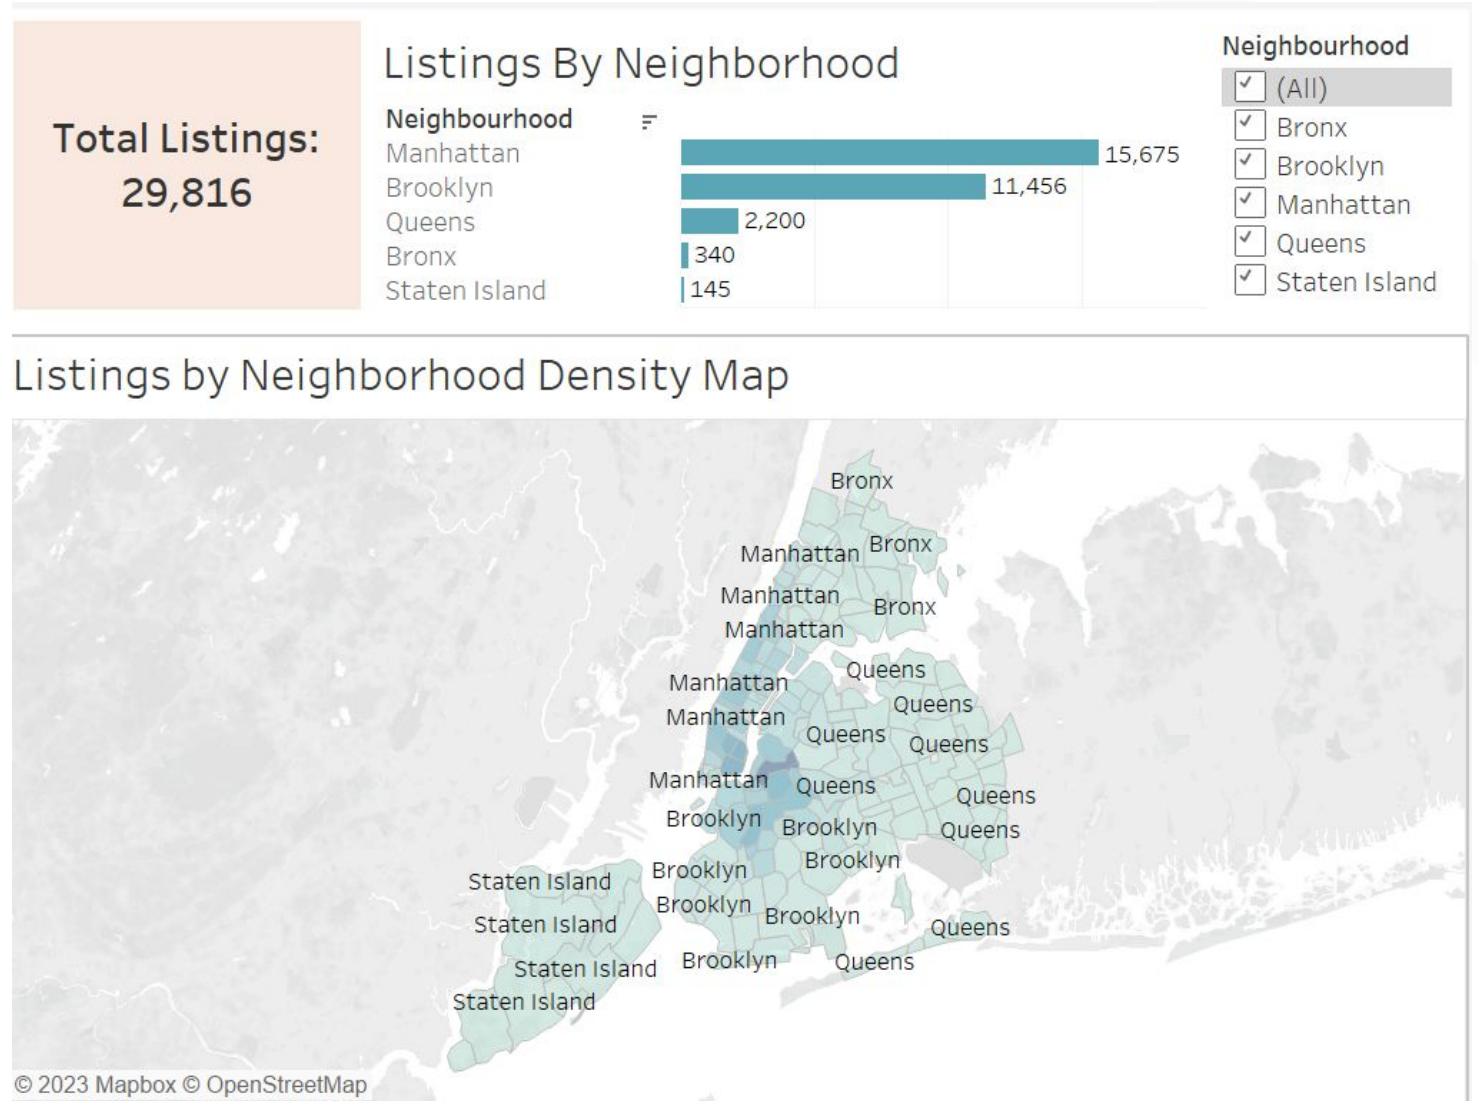 Total Listings:
29,816
Listings By Neighborhood
Neighbourhood
Manhattan 15,675
Brooklyn 11,456
Queens 2,200
Bronx 340
Staten Island 145
Neighbourhood
(All)
Bronx
Brooklyn
Manhattan
Queens
Staten Island
Listings by Neighborhood Density Map
Bronx
Manhattan Bronx
Manhattan
Bronx
Manhattan
Queens
Manhattan
Queens
Manhattan
Queens
Queens
Manhattan
Queens
Queens
Brooklyn
Brooklyn
Queens
Brooklyn
Brooklyn
Staten Island
Brooklyn
Brooklyn
Staten Island
Queens
Brooklyn
Queens
Staten Island
Staten Island
© 2023 Mapbox © OpenStreetMap